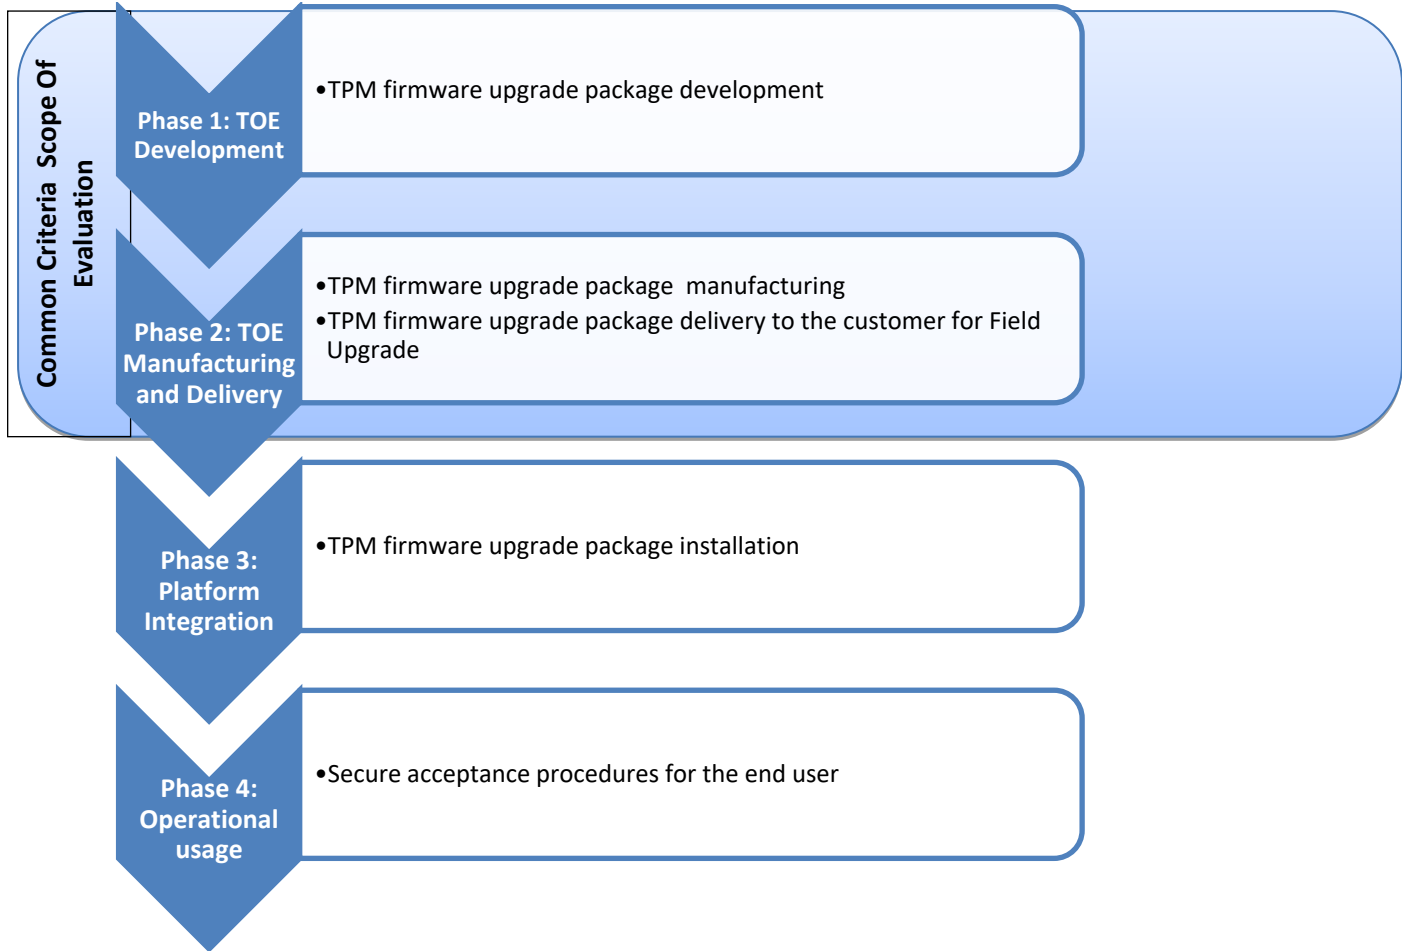 Common Criteria  Scope Of
Evaluation
Phase 1: TOE
Development
•TPM firmware upgrade package development
Phase 2: TOE
Manufacturing
and Delivery
•TPM firmware upgrade package  manufacturing
•TPM firmware upgrade package delivery to the customer for Field
Upgrade
Phase 3:
Platform
Integration
•TPM firmware upgrade package installation
Phase 4:
Operational
usage
•Secure acceptance procedures for the end user